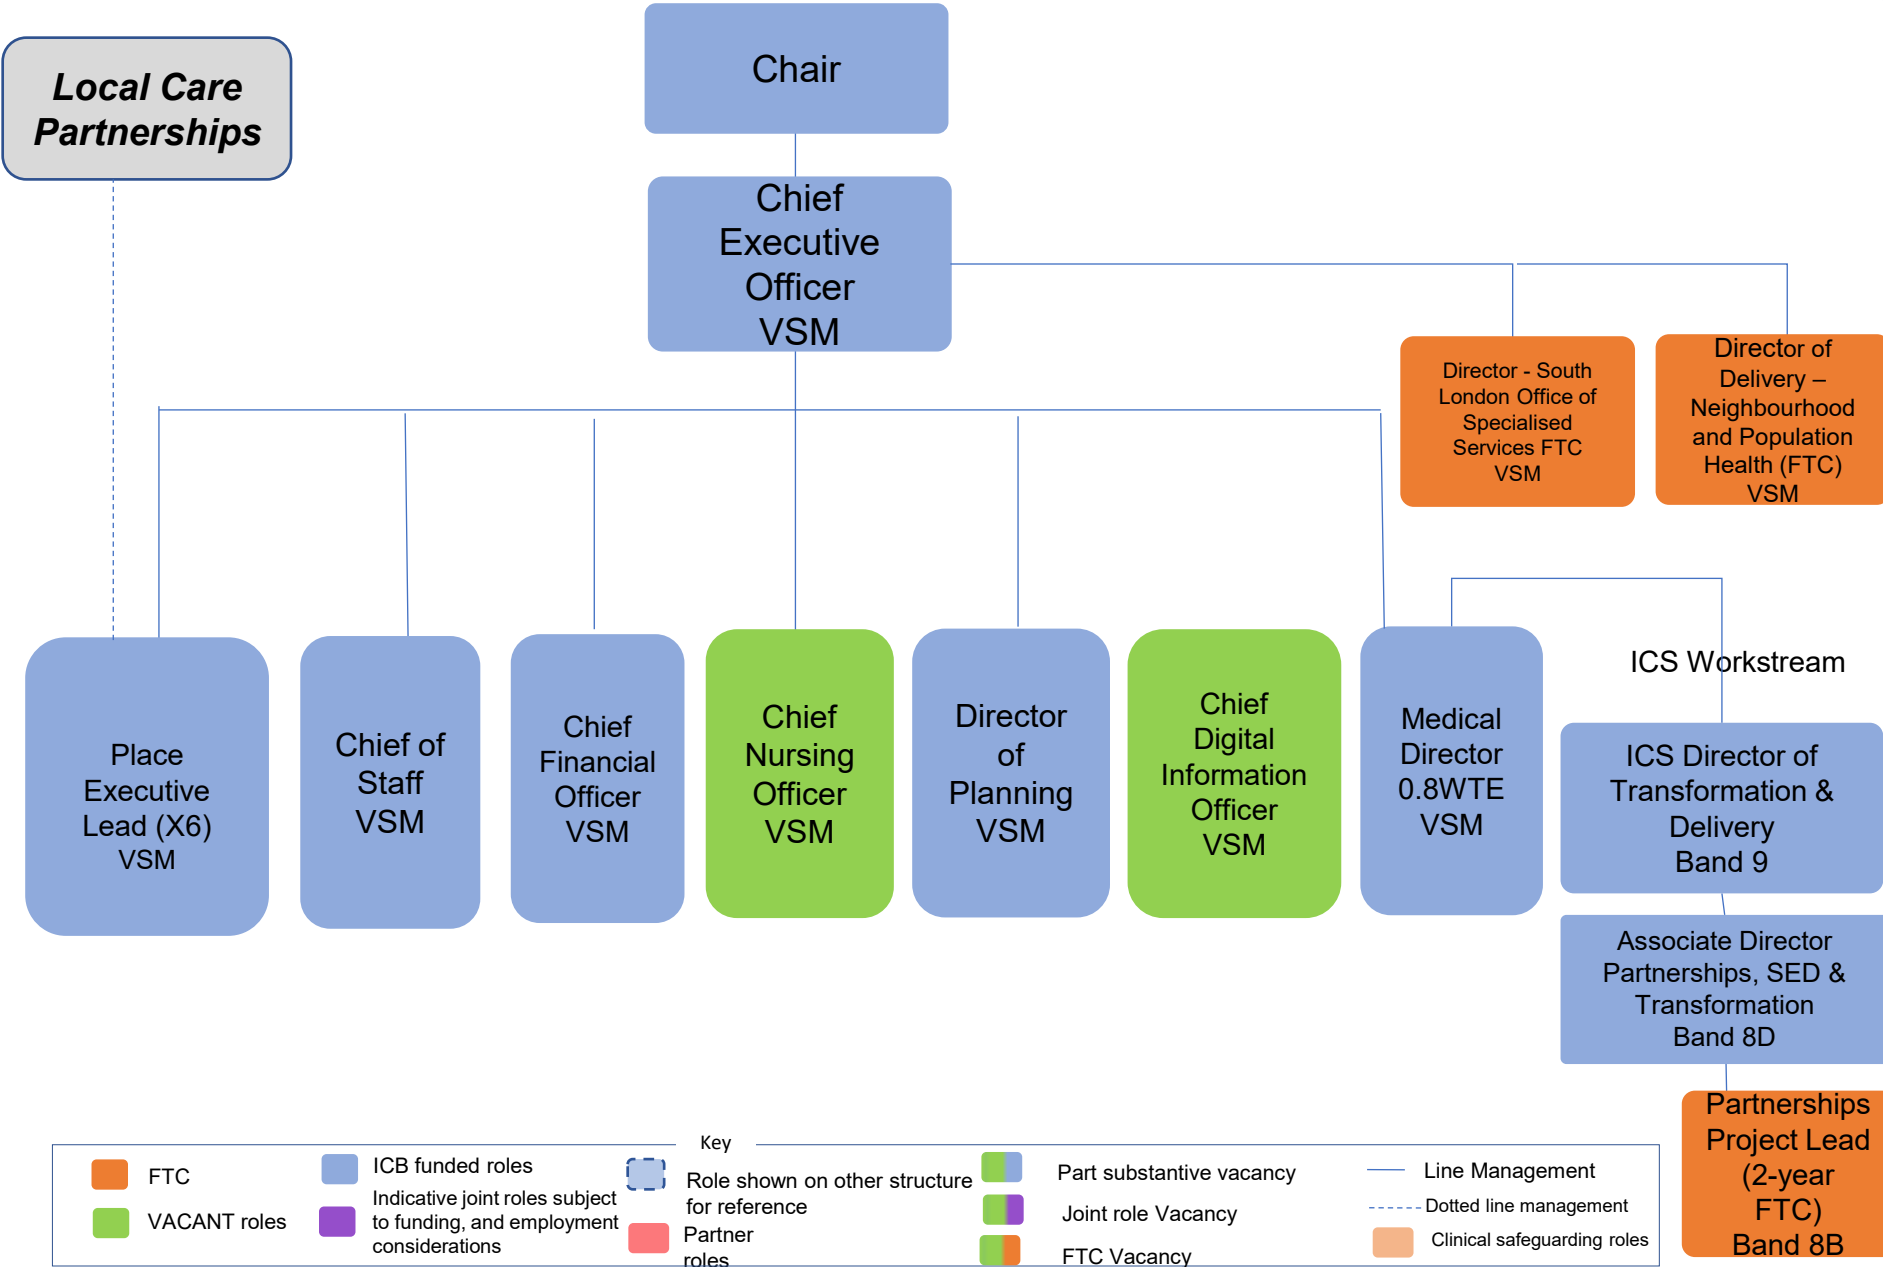 Local Care
Partnerships
Chair
Chief
Executive
Officer
VSM
Director - South
London Office of
Specialised
Services FTC
VSM
Director of
Delivery –
Neighbourhood
and Population
Health (FTC)
VSM
Place
Executive
Lead (X6)
VSM
Chief of
Staff
VSM
Chief
Financial
Officer
VSM
Chief
Nursing
Officer
VSM
Director
of
Planning
VSM
Chief
Digital
Information
Officer
VSM
Medical
Director
0.8WTE
VSM
ICS Workstream
ICS Director of
Transformation &
Delivery
Band 9
Associate Director
Partnerships, SED &
Transformation
Band 8D
Partnerships
Project Lead
(2-year
FTC)
Band 8B
Key
FTC
VACANT roles
ICB funded roles
Indicative joint roles subject
to funding, and employment
considerations
Role shown on other structure
for reference
Partner
roles
Part substantive vacancy
Joint role Vacancy
FTC Vacancy
Line Management
Dotted line management
Clinical safeguarding roles